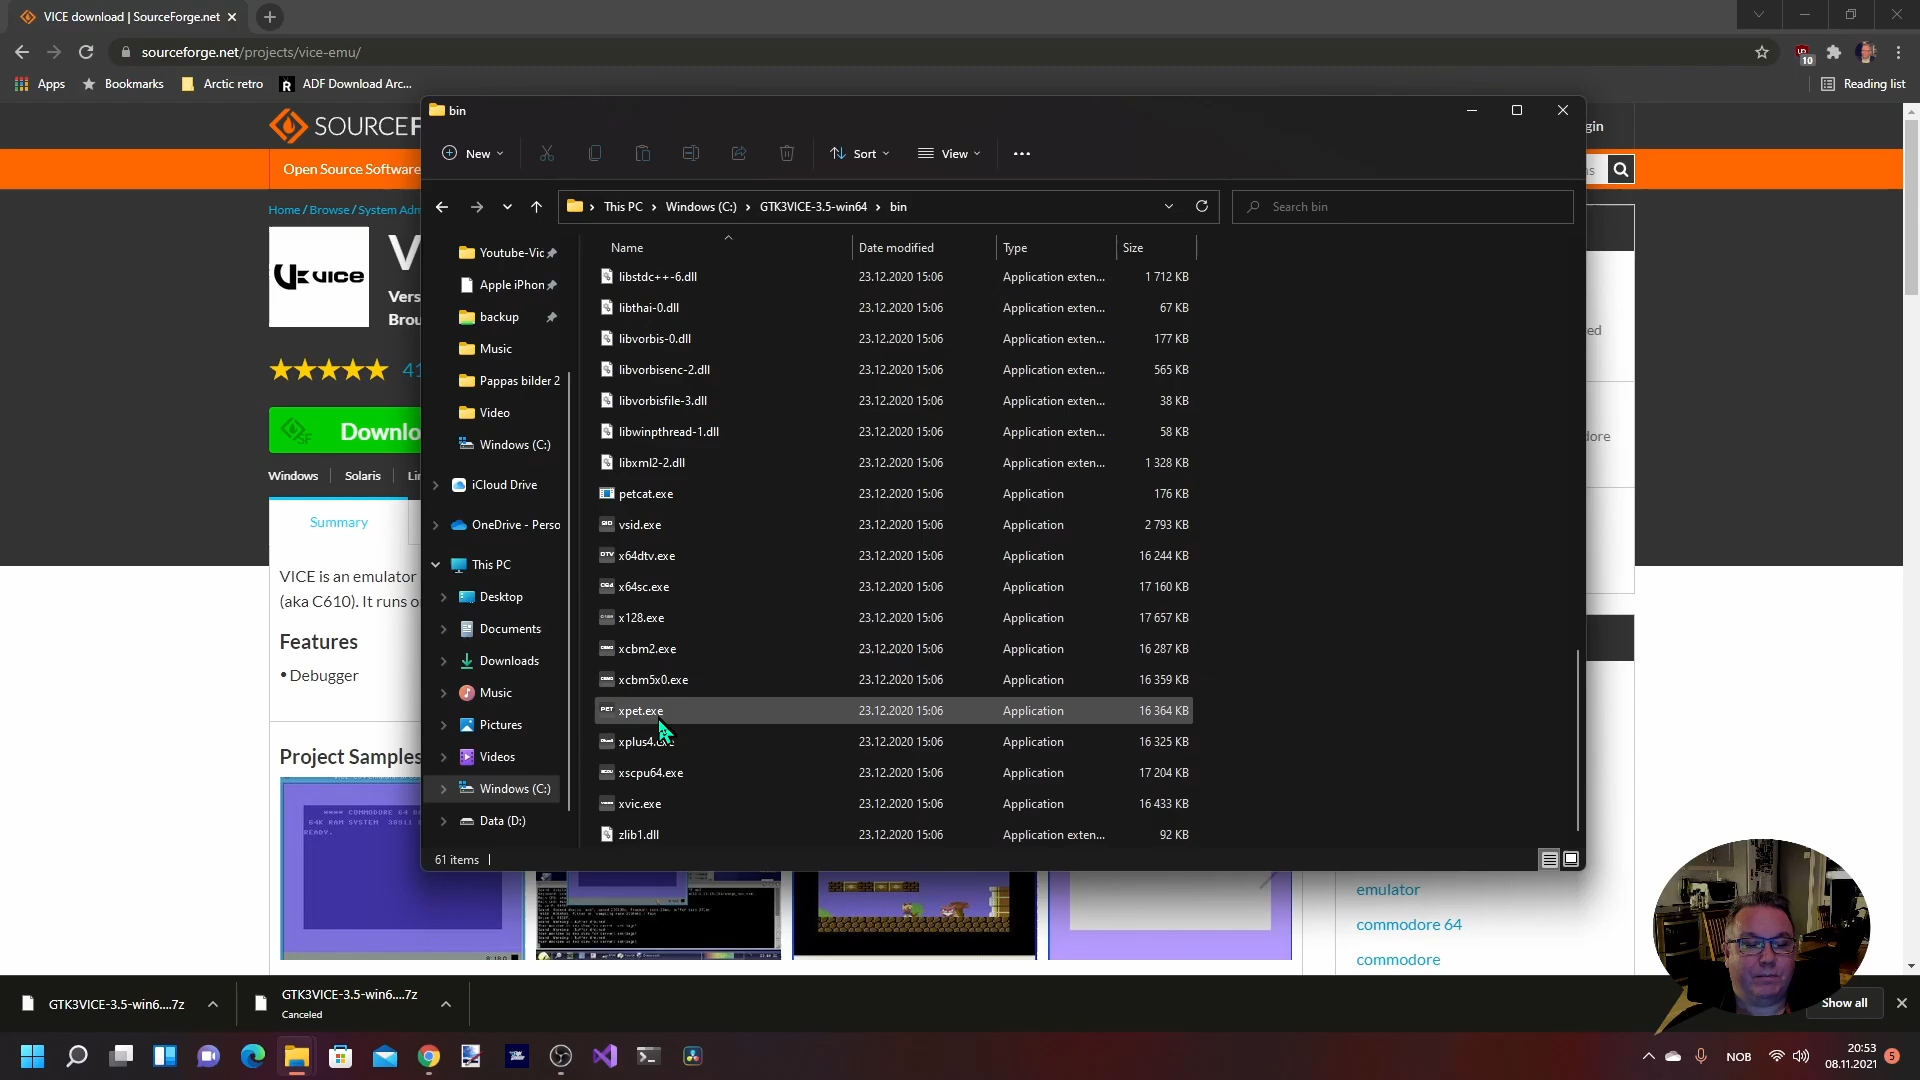 VICE download | SourceForge.net
sourceforge.net/projects/vice-emu/
10
Apps
Bookmarks
Arctic retro
ADF Download Arc...
Reading list
SOURCEF
gin
Open Source Software
Home / Browse / System Adm
VICE
V
Vers
Brou
41
Downlo
Windows
Solaris
Lin
Summary
VICE is an emulator
(aka C610). It runs o
Features
• Debugger
Project Samples
bin
New
Sort
View
This PC
Windows (C:)
GTK3VICE-3.5-win64
bin
Search bin
Youtube-Vic
Apple iPhon
backup
Music
Pappas bilder 2
Video
Windows (C:)
iCloud Drive
OneDrive - Perso
This PC
Desktop
Documents
Downloads
Music
Pictures
Videos
Windows (C:)
Data (D:)
Name Date modified Type Size
libstdc++-6.dll 23.12.2020 15:06 Application exten... 1 712 KB
libthai-0.dll 23.12.2020 15:06 Application exten... 67 KB
libvorbis-0.dll 23.12.2020 15:06 Application exten... 177 KB
libvorbisenc-2.dll 23.12.2020 15:06 Application exten... 565 KB
libvorbisfile-3.dll 23.12.2020 15:06 Application exten... 38 KB
libwinpthread-1.dll 23.12.2020 15:06 Application exten... 58 KB
libxml2-2.dll 23.12.2020 15:06 Application exten... 1 328 KB
petcat.exe 23.12.2020 15:06 Application 176 KB
vsid.exe 23.12.2020 15:06 Application 2 793 KB
x64dtv.exe 23.12.2020 15:06 Application 16 244 KB
x64sc.exe 23.12.2020 15:06 Application 17 160 KB
x128.exe 23.12.2020 15:06 Application 17 657 KB
xcbm2.exe 23.12.2020 15:06 Application 16 287 KB
xcbm5x0.exe 23.12.2020 15:06 Application 16 359 KB
xpet.exe 23.12.2020 15:06 Application 16 364 KB
xplus4.exe 23.12.2020 15:06 Application 16 325 KB
xscpu64.exe 23.12.2020 15:06 Application 17 204 KB
xvic.exe 23.12.2020 15:06 Application 16 433 KB
zlib1.dll 23.12.2020 15:06 Application exten... 92 KB
61 items
ed
dore
emulator
commodore 64
commodore
GTK3VICE-3.5-win6....7z
GTK3VICE-3.5-win6....7z
Canceled
Show all
NOB
20:53
08.11.2021
5